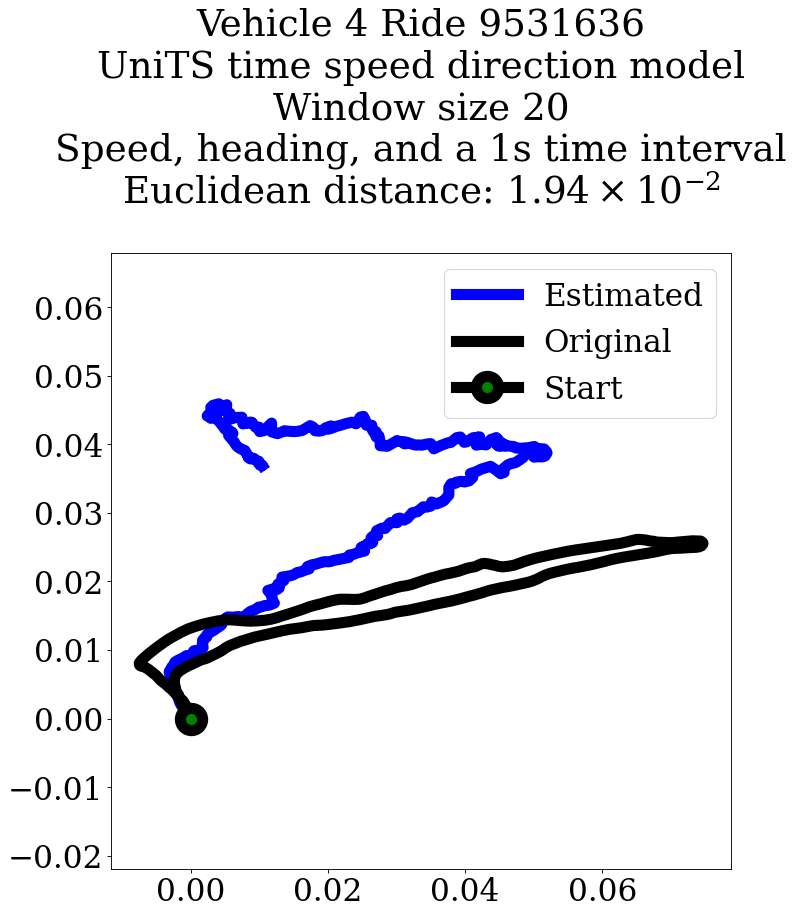 Vehicle 4 Ride 9531636
UniTS time speed direction model
Window size 20
Speed, heading, and a 1s time interval
Euclidean distance: 1.94 × 10⁻²
Estimated
Original
Start
0.06
0.05
0.04
0.03
0.02
0.01
0.00
−0.01
−0.02
0.00 0.02 0.04 0.06